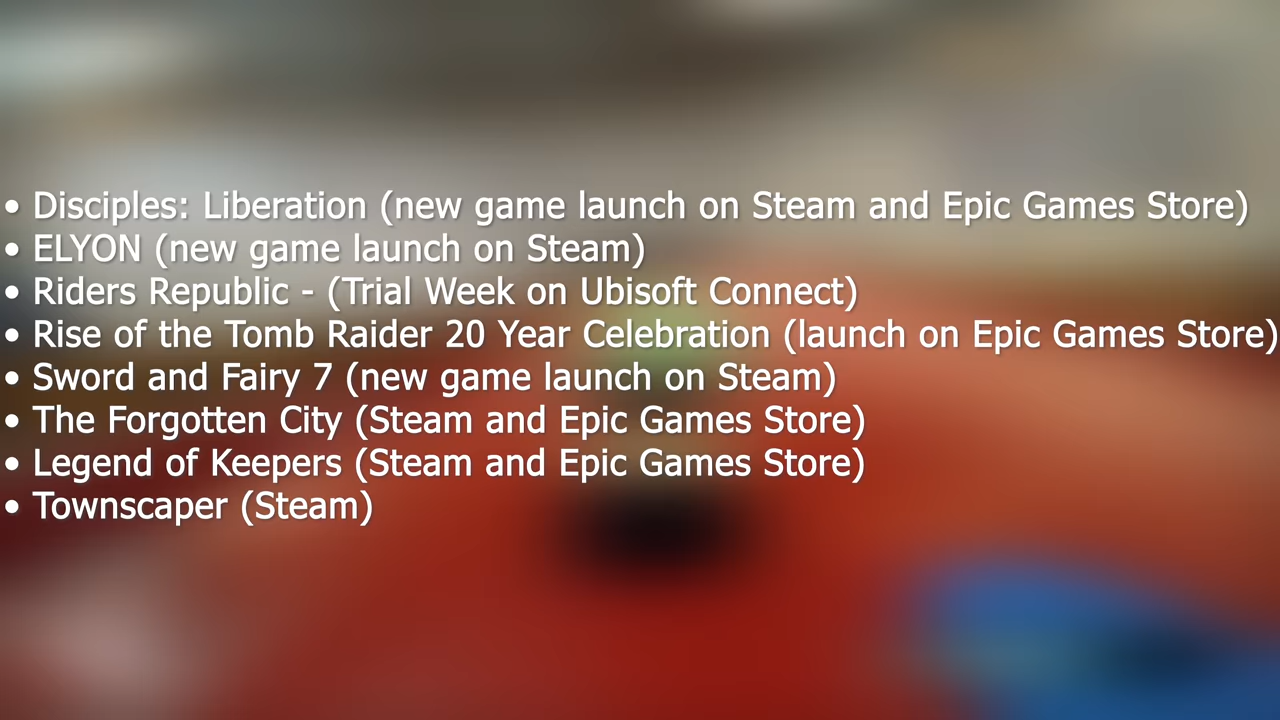 • Disciples: Liberation (new game launch on Steam and Epic Games Store)
• ELYON (new game launch on Steam)
• Riders Republic - (Trial Week on Ubisoft Connect)
• Rise of the Tomb Raider 20 Year Celebration (launch on Epic Games Store)
• Sword and Fairy 7 (new game launch on Steam)
• The Forgotten City (Steam and Epic Games Store)
• Legend of Keepers (Steam and Epic Games Store)
• Townscaper (Steam)